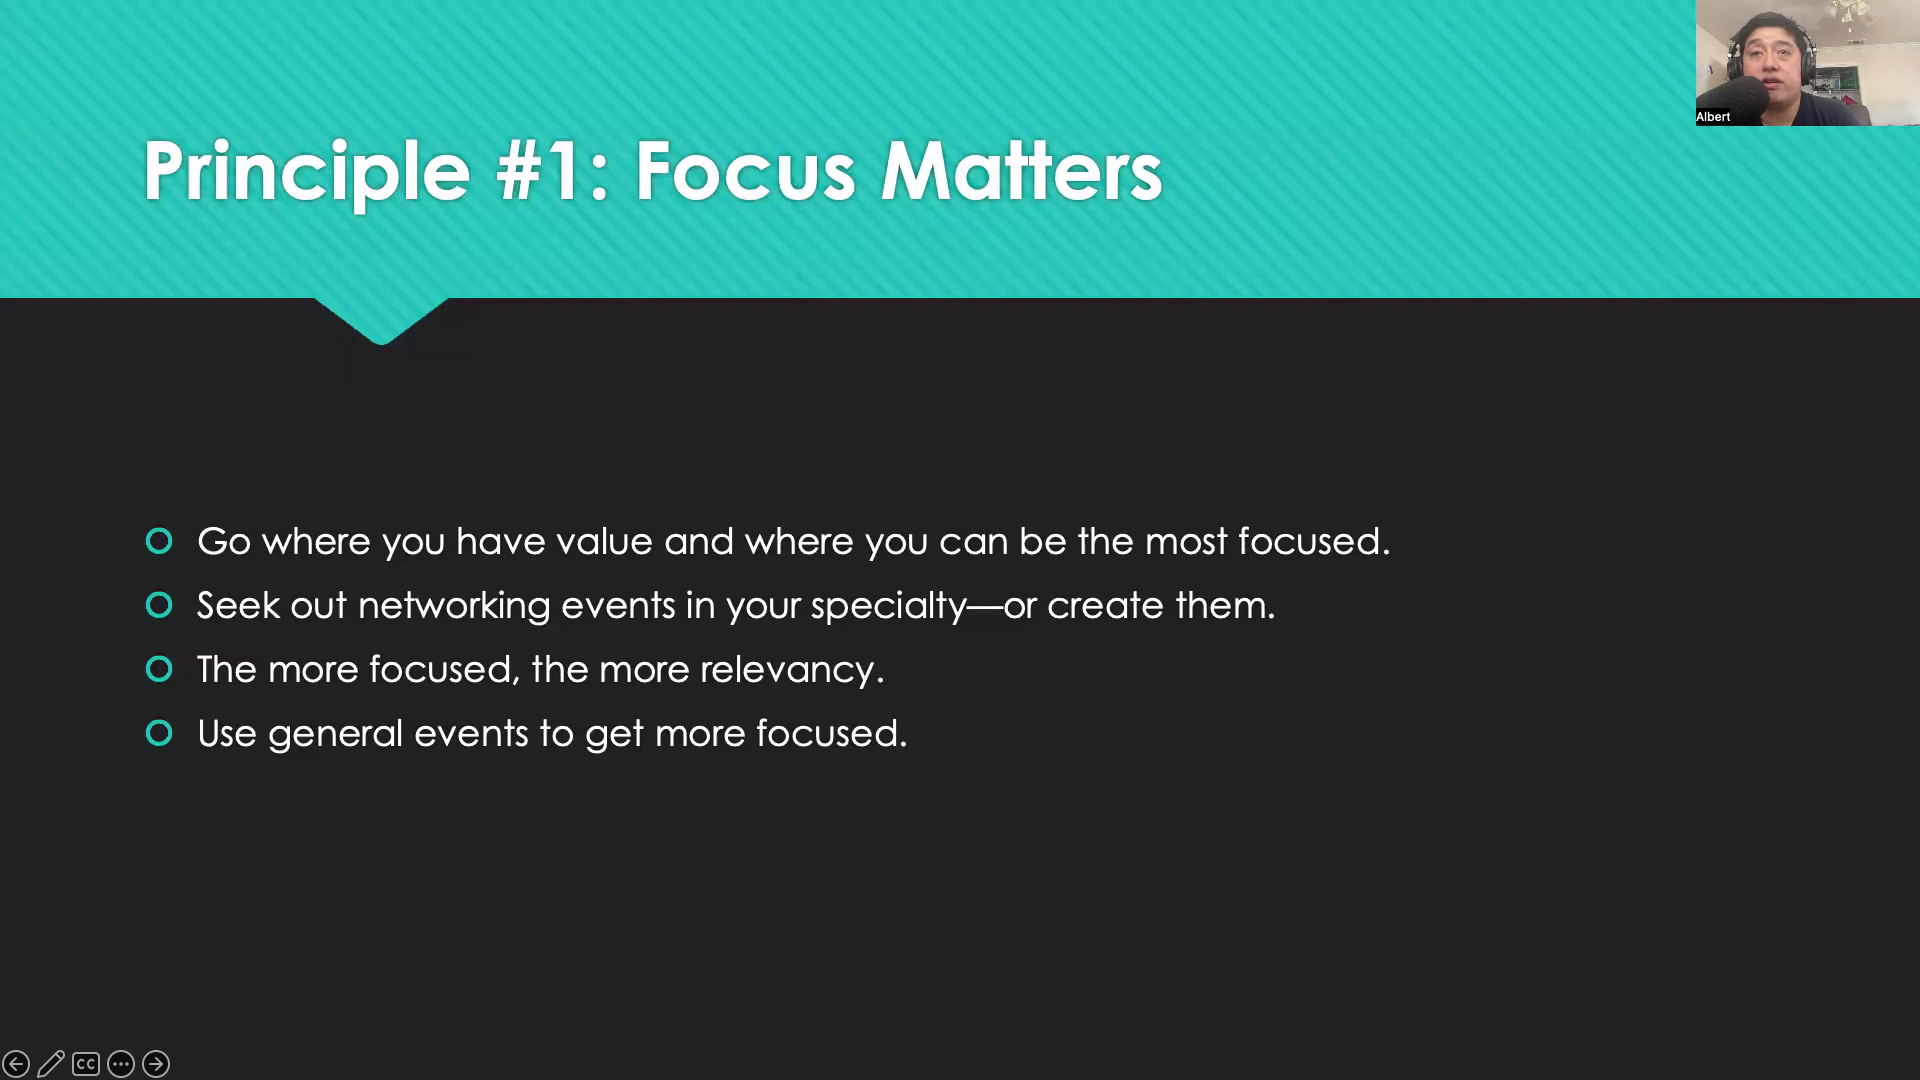 Albert
Principle #1: Focus Matters
Go where you have value and where you can be the most focused.
Seek out networking events in your specialty—or create them.
The more focused, the more relevancy.
Use general events to get more focused.
CC